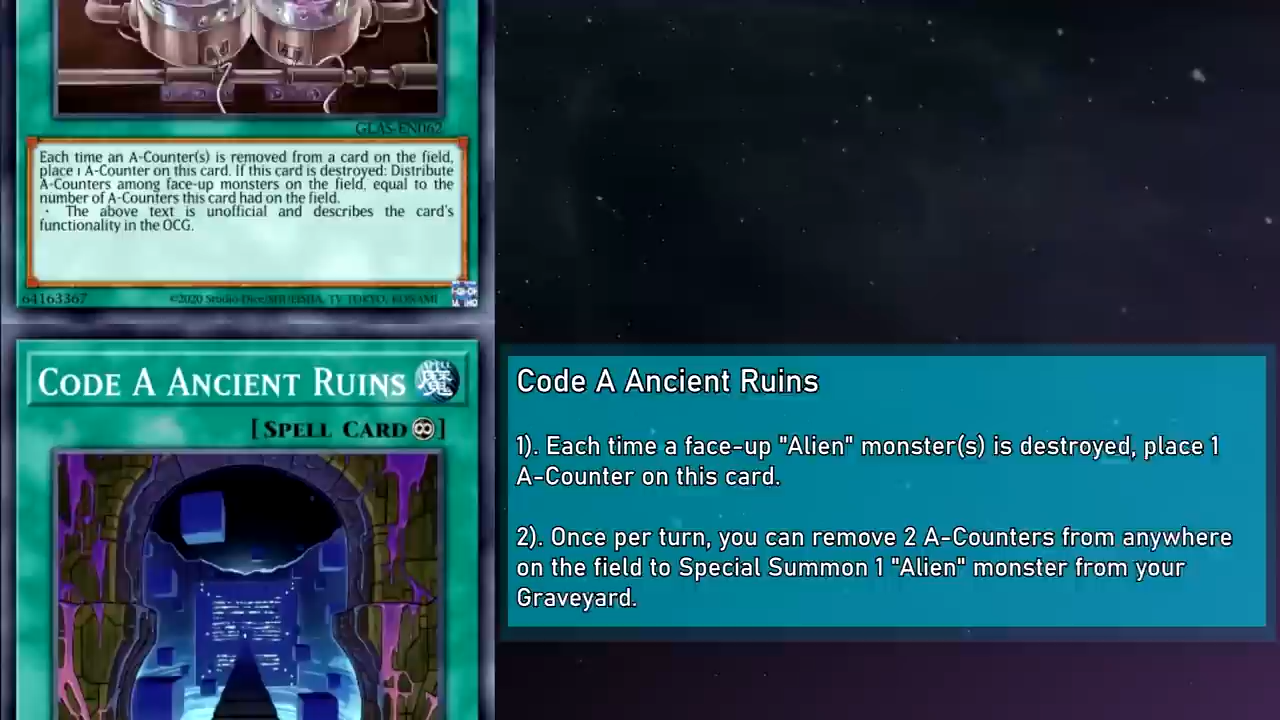 GLAS-EN062
Each time an A-Counter(s) is removed from a card on the field,
place 1 A-Counter on this card. If this card is destroyed: Distribute
A-Counters among face-up monsters on the field, equal to the
number of A-Counters this card had on the field.
· The above text is unofficial and describes the card's
functionality in the OCG.
64163367
©2020 Studio Dice/SHUEISHA, TV TOKYO, KONAMI
CODE A ANCIENT RUINS
SPELL
魔
[SPELL CARD ]
Code A Ancient Ruins
1). Each time a face-up "Alien" monster(s) is destroyed, place 1
A-Counter on this card.
2). Once per turn, you can remove 2 A-Counters from anywhere
on the field to Special Summon 1 "Alien" monster from your
Graveyard.